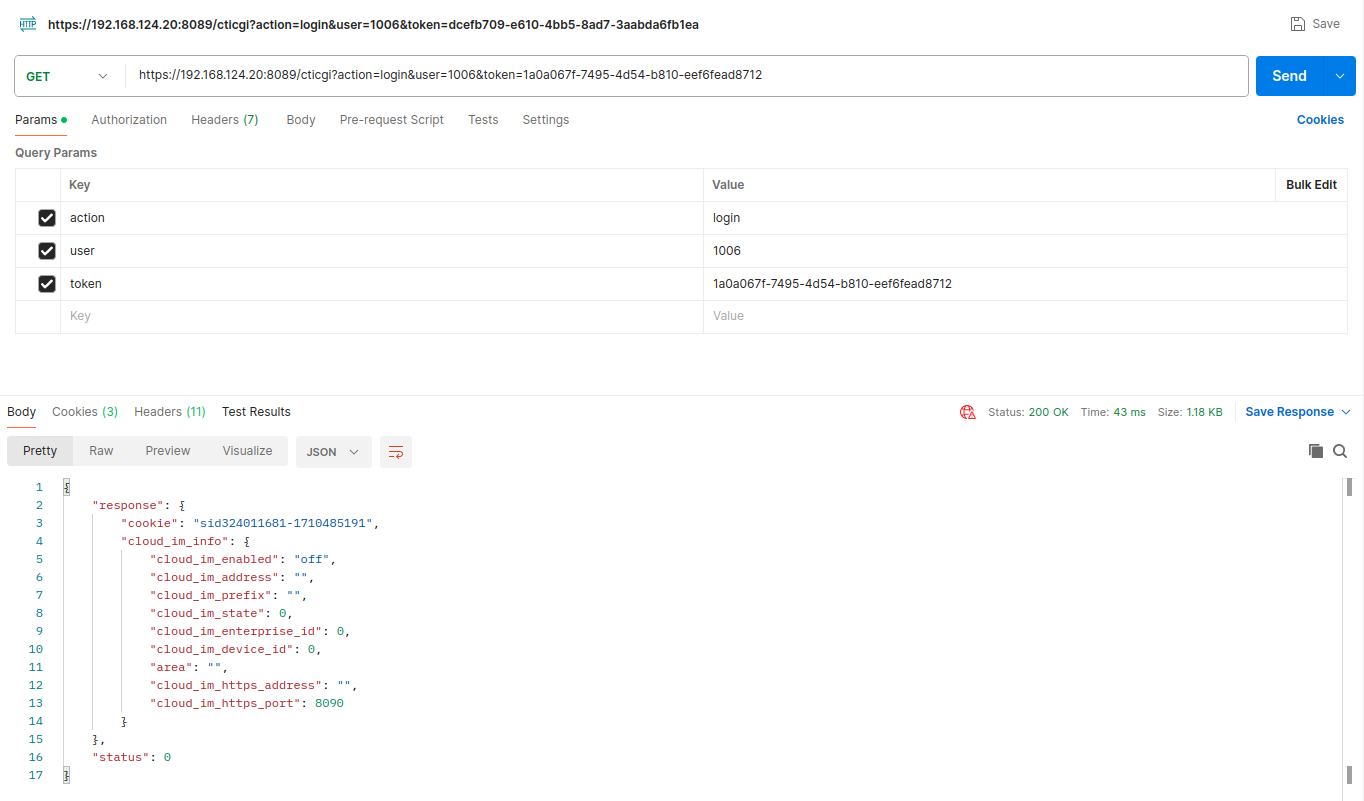 HTTP https://192.168.124.20:8089/cticgi?action=login&user=1006&token=dcefb709-e610-4bb5-8ad7-3aabda6fb1ea Save
GET https://192.168.124.20:8089/cticgi?action=login&user=1006&token=1a0a067f-7495-4d54-b810-eef6fead8712 Send
Params Authorization Headers (7) Body Pre-request Script Tests Settings Cookies
Query Params
Key Value Bulk Edit
action login
user 1006
token 1a0a067f-7495-4d54-b810-eef6fead8712
Key Value
Body Cookies (3) Headers (11) Test Results Status: 200 OK Time: 43 ms Size: 1.18 KB Save Response
Pretty Raw Preview Visualize JSON
1 {
2 "response": {
3 "cookie": "sid324011681-1710485191",
4 "cloud_im_info": {
5 "cloud_im_enabled": "off",
6 "cloud_im_address": "",
7 "cloud_im_prefix": "",
8 "cloud_im_state": 0,
9 "cloud_im_enterprise_id": 0,
10 "cloud_im_device_id": 0,
11 "area": "",
12 "cloud_im_https_address": "",
13 "cloud_im_https_port": 8090
14 }
15 },
16 "status": 0
17 }